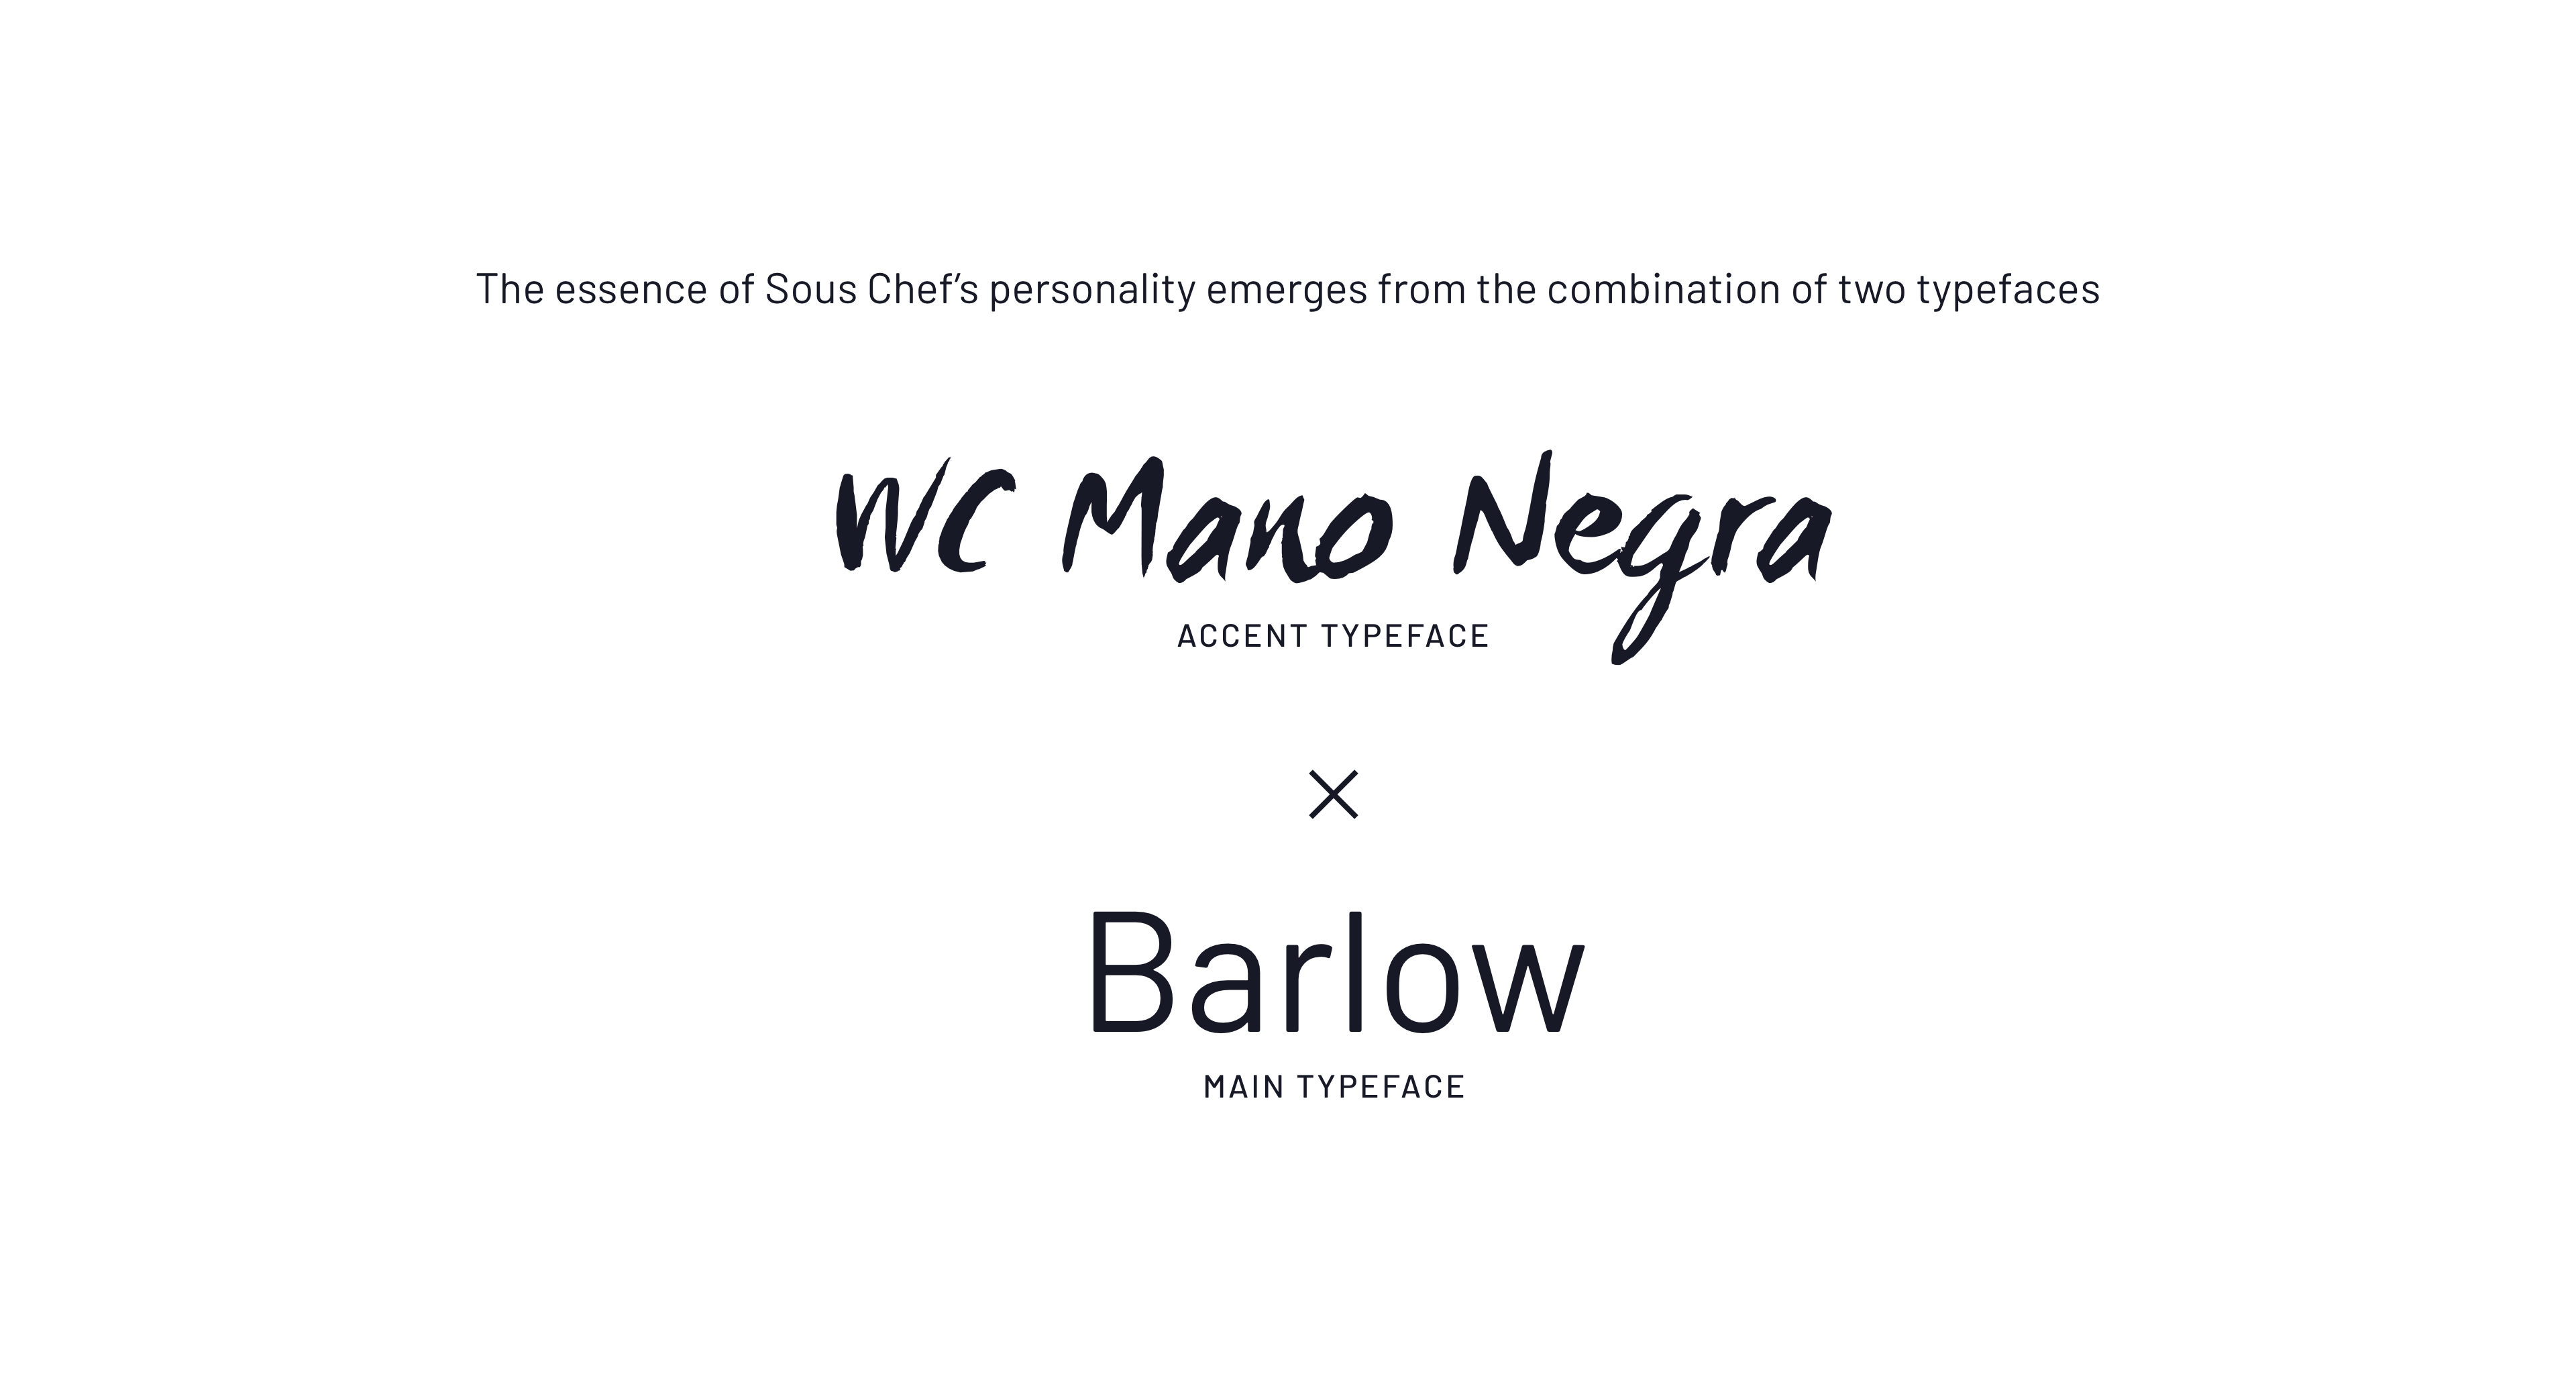 The essence of Sous Chef’s personality emerges from the combination of two typefaces
WC Mano Negra
ACCENT TYPEFACE
×
Barlow
MAIN TYPEFACE